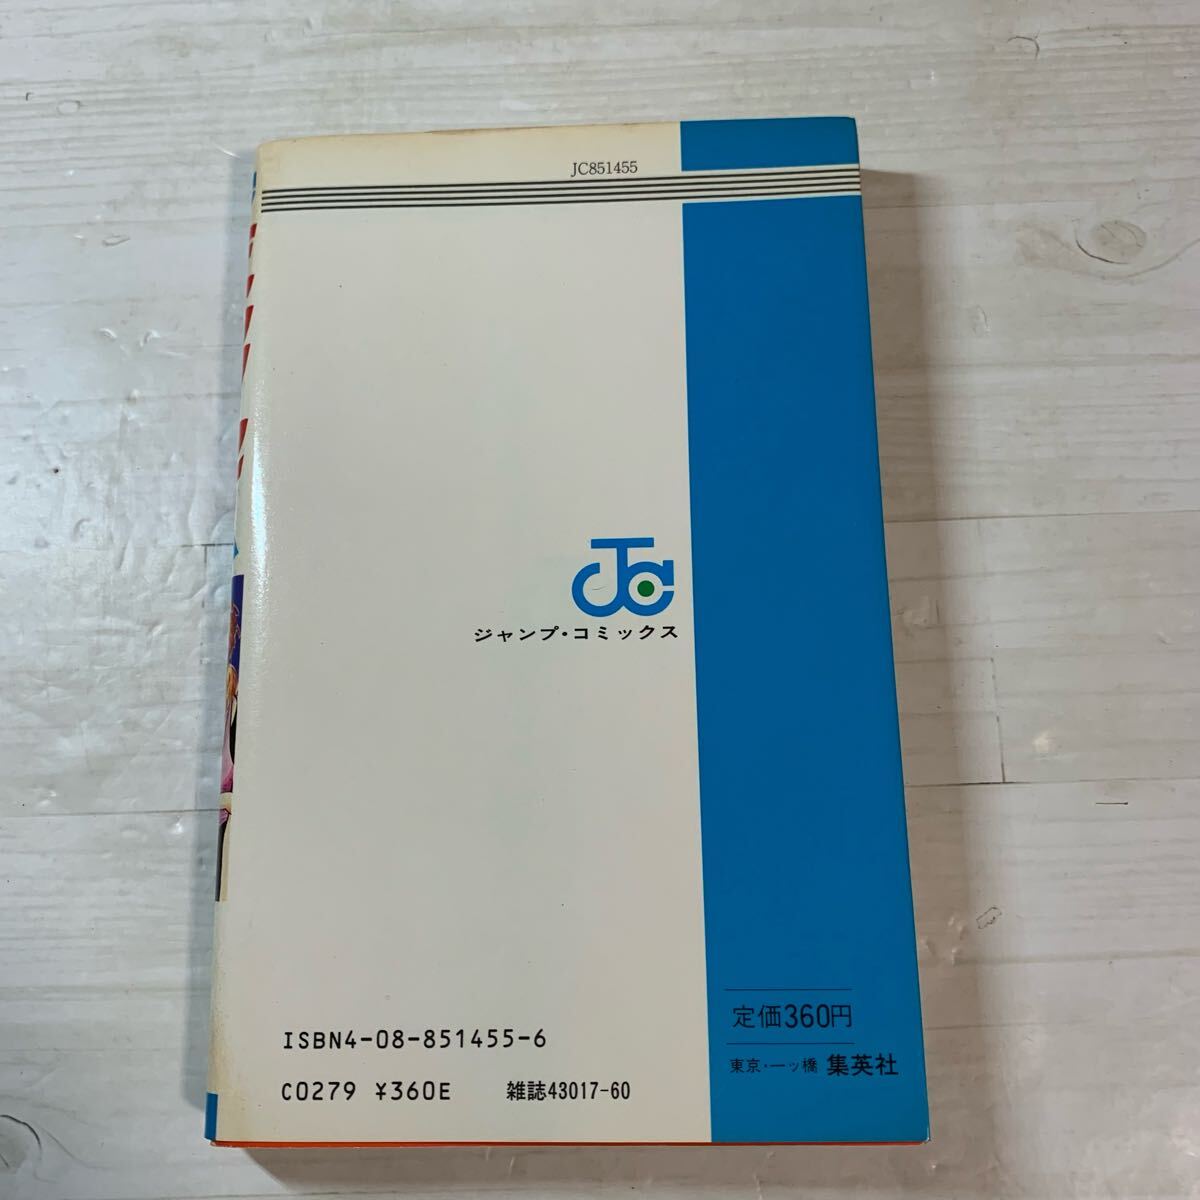 JC851455
ジャンプ・コミックス
定価360円
東京・一ッ橋 集英社
ISBN4-08-851455-6
C0279 ¥360E 雑誌43017-60